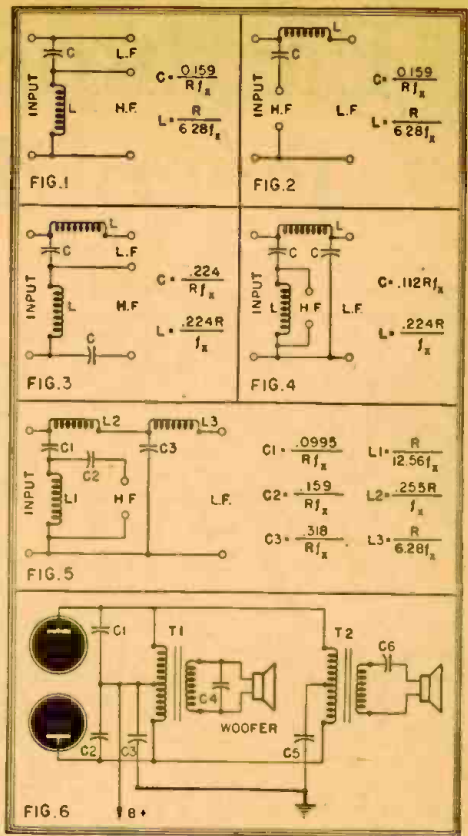 INPUT
C
L
L.F.
H.F.
C = 0.159 / Rfx
L = R / 6.28fx
FIG.1
INPUT
L
C
H.F.
L.F.
C = 0.159 / Rfx
L = R / 6.28fx
FIG.2
INPUT
L
C
L
L.F.
H.F.
C
C = .224 / Rfx
L = .224R / fx
FIG.3
INPUT
L
C
C
L
H.F.
L.F.
C = .112Rfx
L = .224R / fx
FIG.4
INPUT
L2
L3
C1
C2
C3
L1
H.F.
L.F.
C1 = .0995 / Rfx
L1 = R / 12.56fx
C2 = .159 / Rfx
L2 = .255R / fx
C3 = .318 / Rfx
L3 = R / 6.28fx
FIG.5
C1
T1
T2
C6
C4
C2
C3
WOOFER
C5
B+
FIG.6